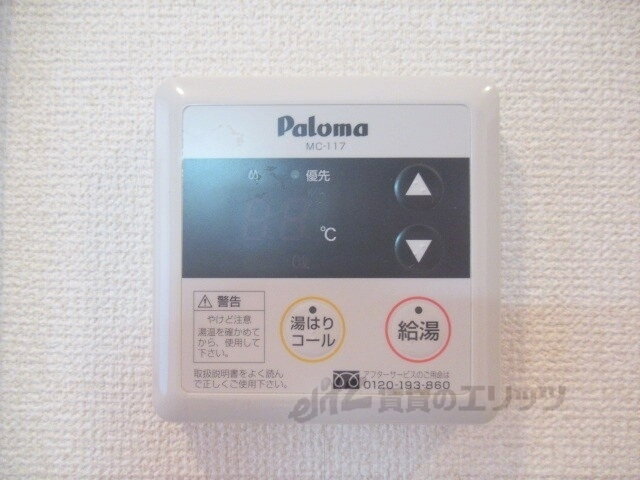 Paloma
MC-117
優先
℃
警告
やけど注意
湯温を確かめて
から、使用して
下さい。
湯はり
コール
給湯
取扱説明書をよく読ん
で正しくご使用下さい。
アフターサービスのご用命は
0120-193-860
eliz 賃貸のエリッツ